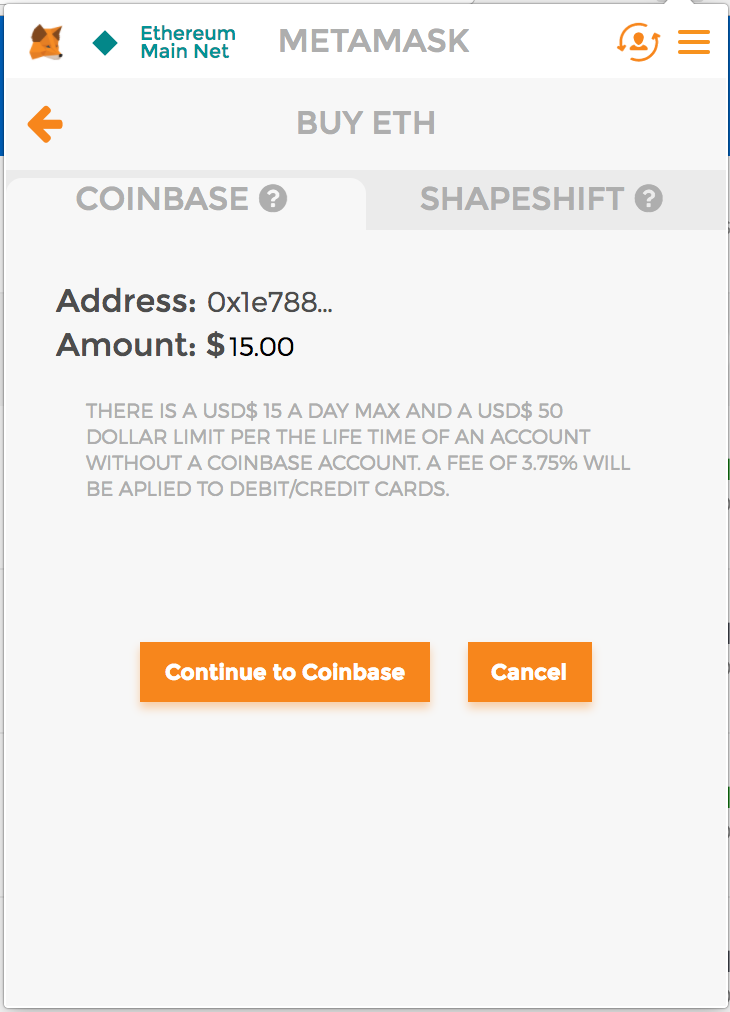 Ethereum
Main Net
METAMASK
BUY ETH
COINBASE ?
SHAPESHIFT ?
Address: 0x1e788...
Amount: $ 15.00
THERE IS A USD$ 15 A DAY MAX AND A USD$ 50
DOLLAR LIMIT PER THE LIFE TIME OF AN ACCOUNT
WITHOUT A COINBASE ACCOUNT. A FEE OF 3.75% WILL
BE APLIED TO DEBIT/CREDIT CARDS.
Continue to Coinbase
Cancel